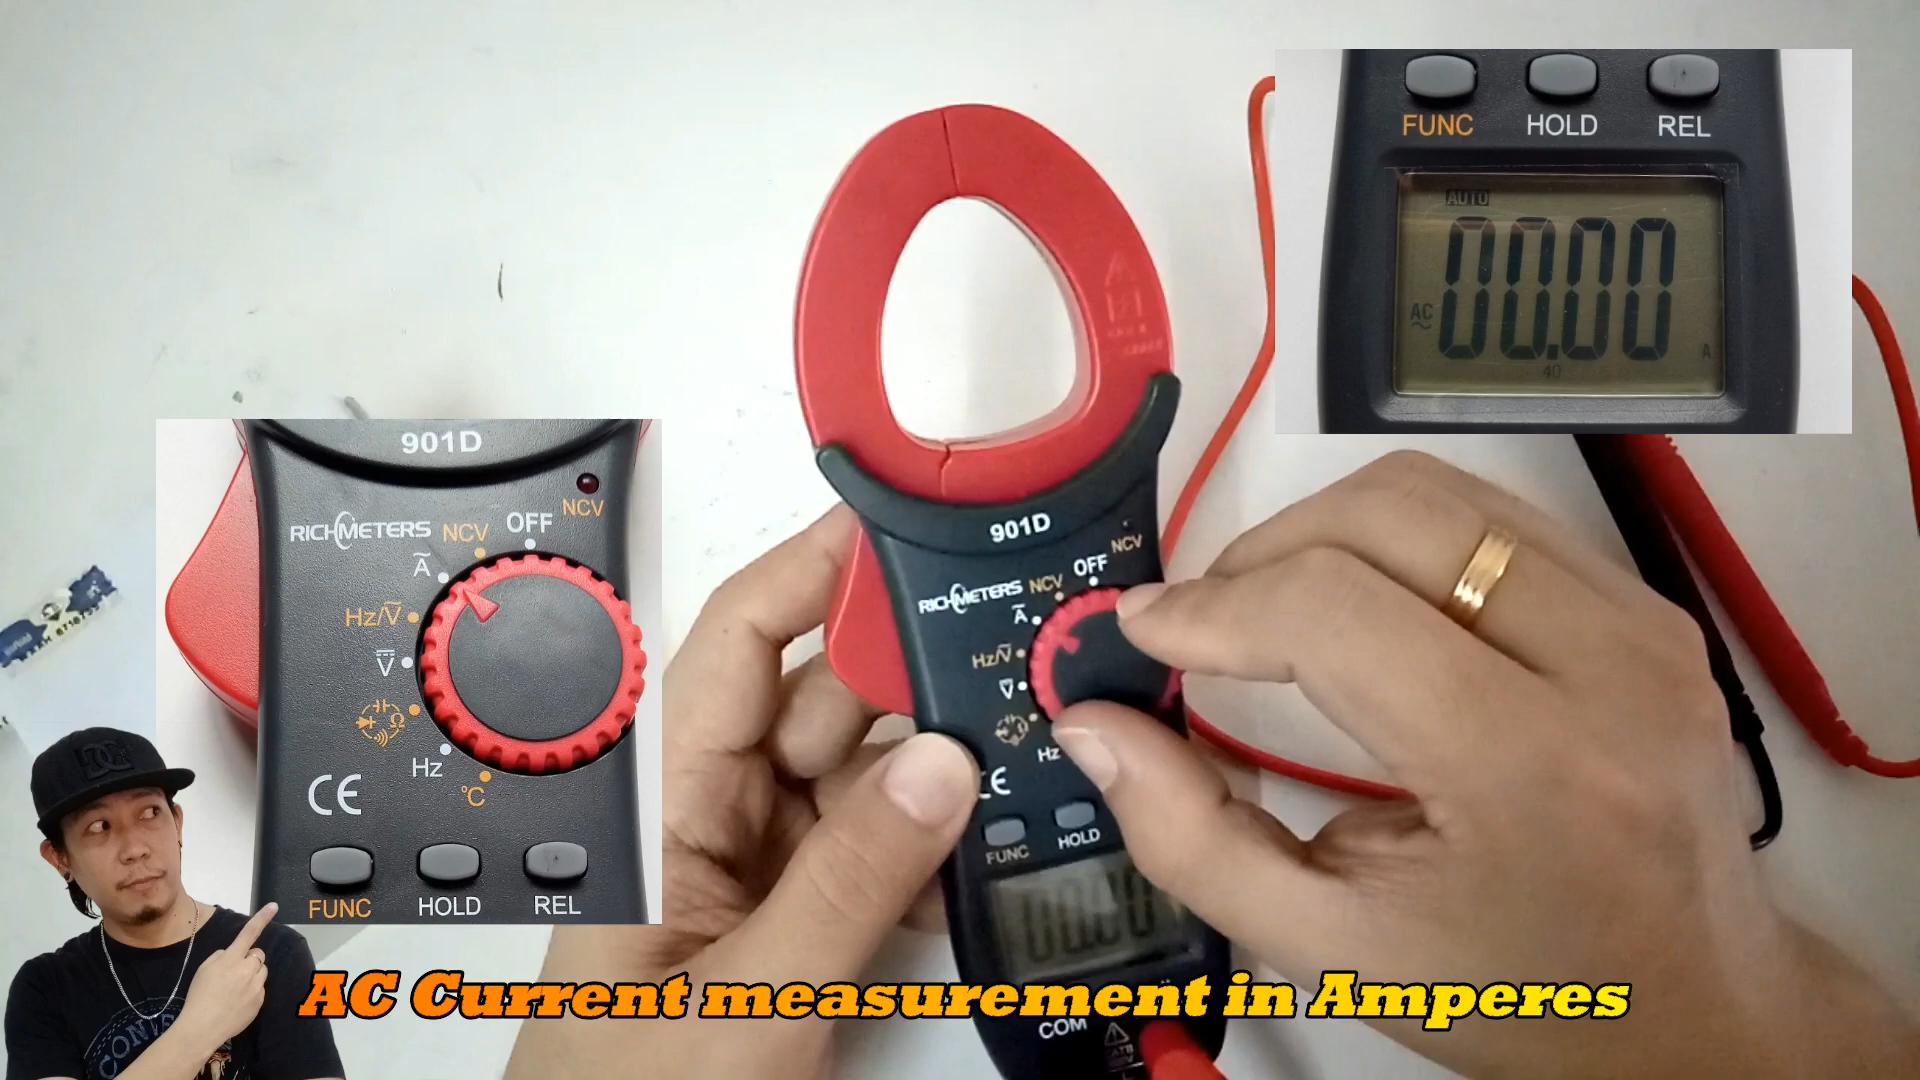 FUNC HOLD REL
AUTO
00.00
AC
A
40
901D
NCV
RICHMETERS
NCV
OFF
Ã
Hz/Ṽ
V
Ω
Hz
°C
CE
FUNC HOLD REL
901D
NCV
RICHMETERS
NCV
OFF
Ã
Hz/Ṽ
V
Hz
CE
FUNC HOLD
AC Current measurement in Amperes
COM